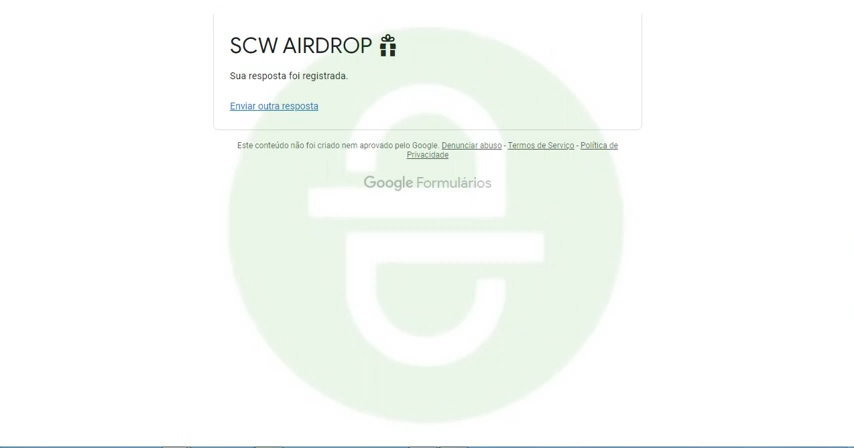 SCW AIRDROP 🎁
Sua resposta foi registrada.
Enviar outra resposta
Este conteúdo não foi criado nem aprovado pelo Google. Denunciar abuso - Termos de Serviço - Política de
Privacidade
Google Formulários